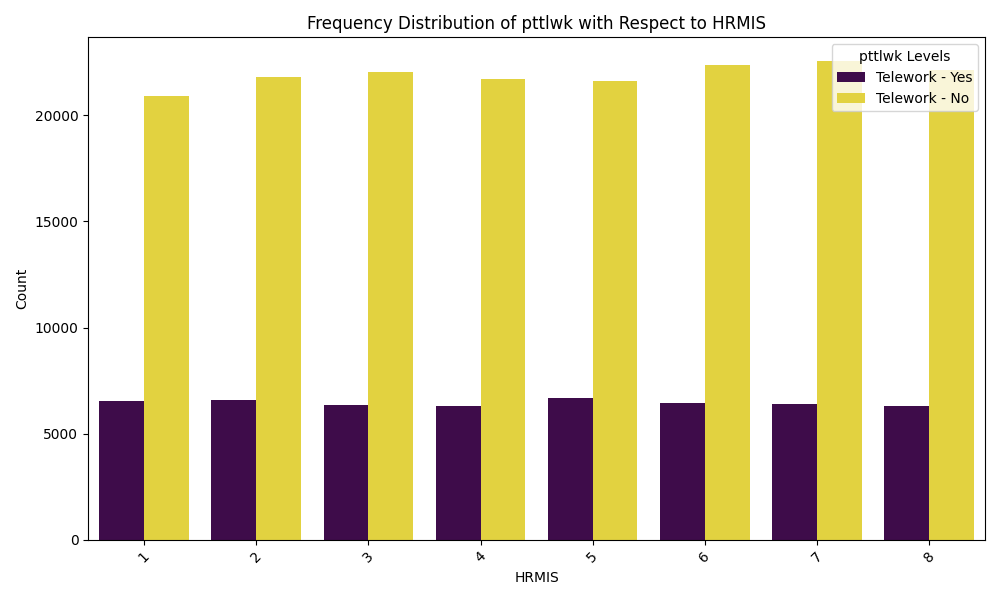 Frequency Distribution of pttlwk with Respect to HRMIS
pttlwk Levels
Telework - Yes
Telework - No
Count
20000
15000
10000
5000
0
1 2 3 4 5 6 7 8
HRMIS